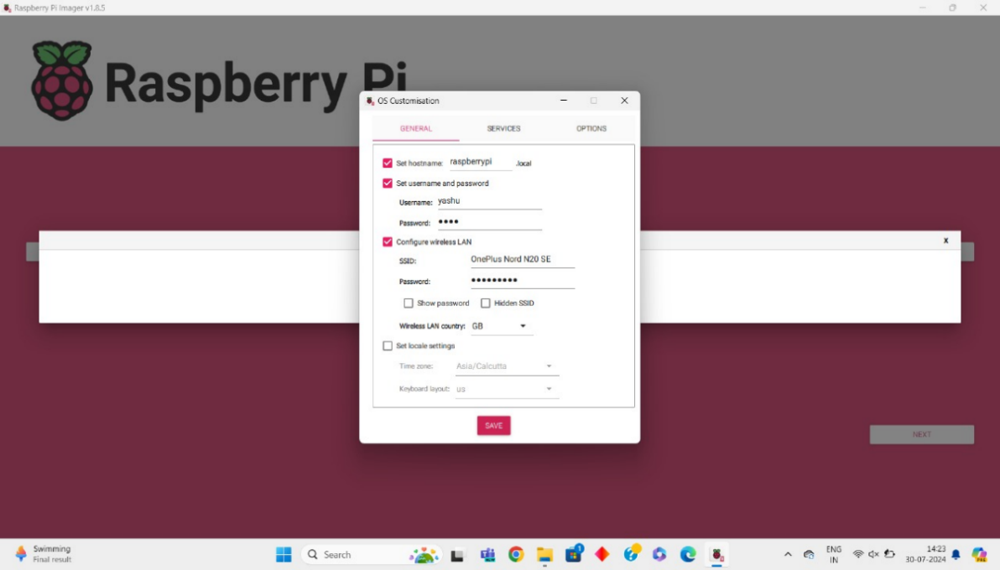 Raspberry Pi Imager v1.8.5
Raspberry Pi
OS Customisation
GENERAL SERVICES OPTIONS
Set hostname: raspberrypi .local
Set username and password
Username: yashu
Password: ••••
Configure wireless LAN
SSID: OnePlus Nord N20 SE
Password: •••••••••
Show password Hidden SSID
Wireless LAN country: GB
Set locale settings
Time zone: Asia/Calcutta
Keyboard layout: us
SAVE
X
NEXT
Swimming
Final result
Search
1
ENG
IN
14:23
30-07-2024